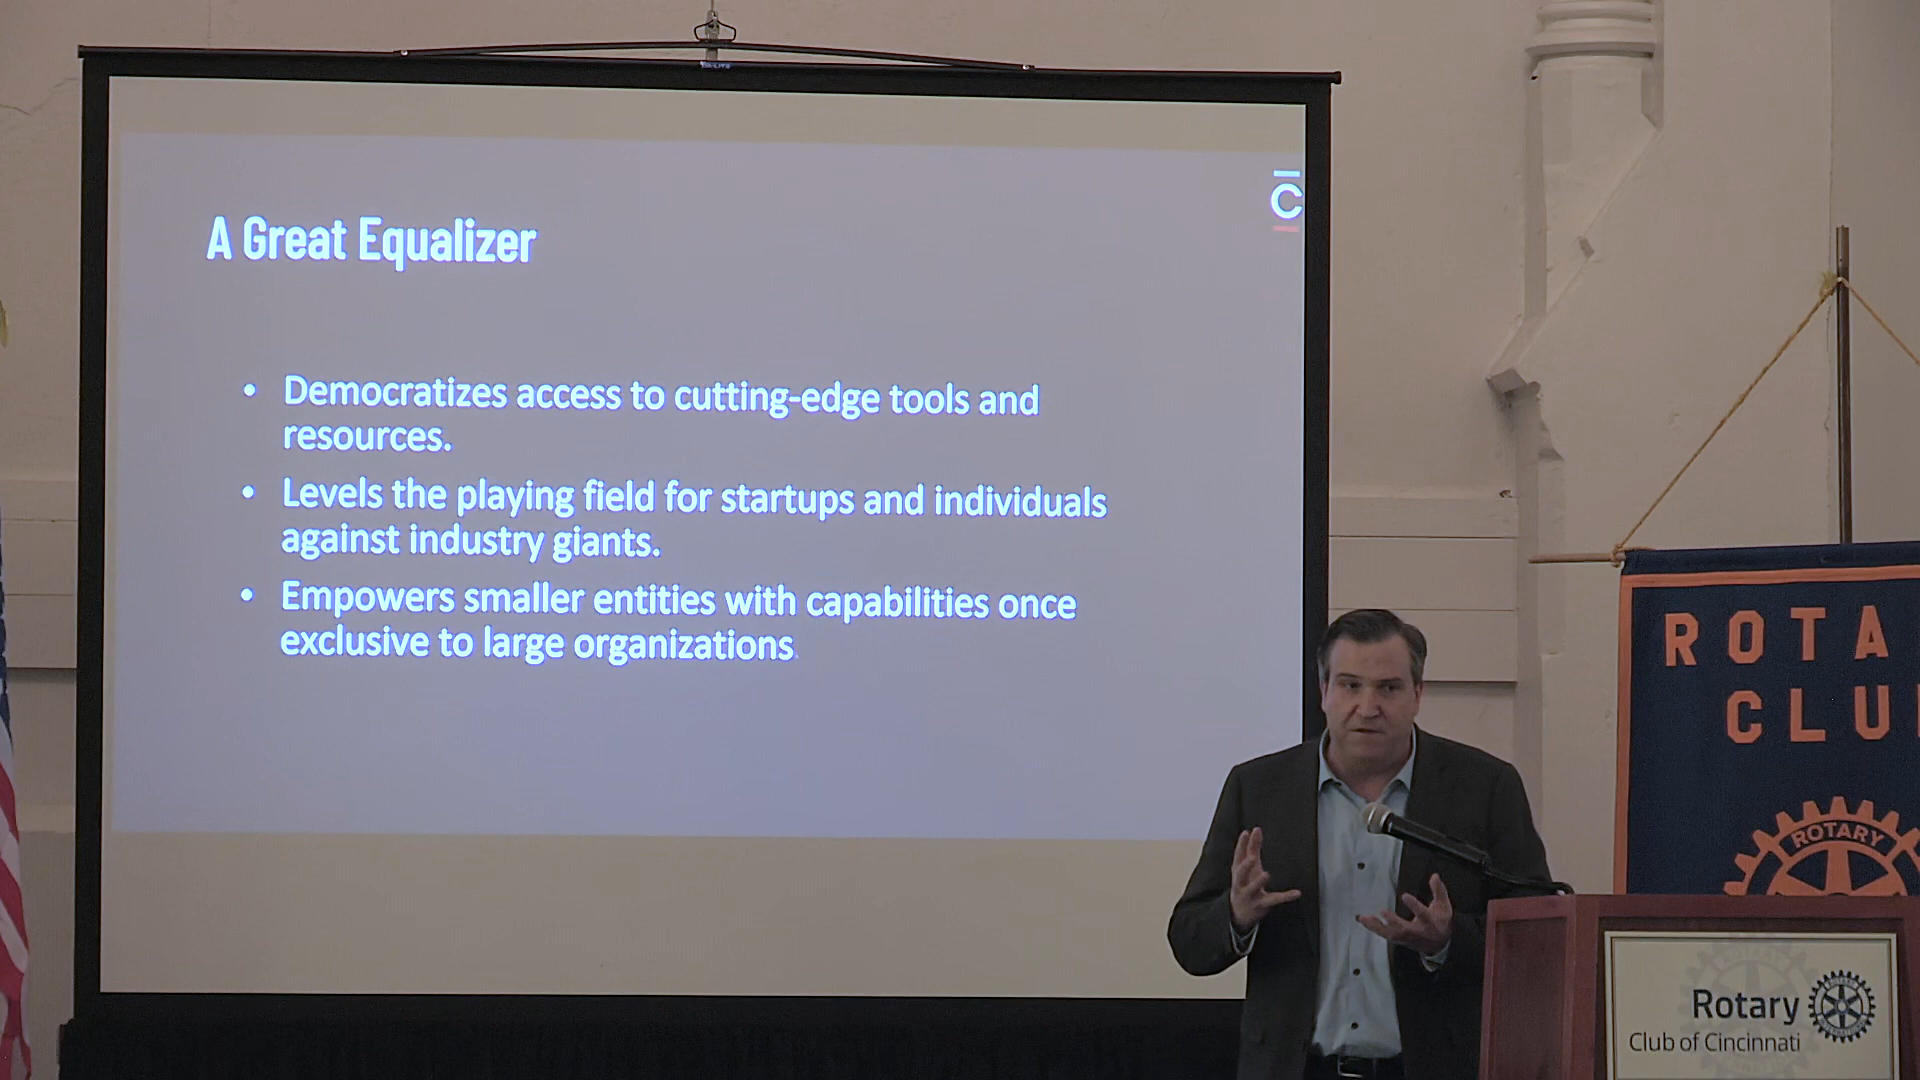 DA-LITE
C
A Great Equalizer
• Democratizes access to cutting-edge tools and
resources.
• Levels the playing field for startups and individuals
against industry giants.
• Empowers smaller entities with capabilities once
exclusive to large organizations.
ROTA
CLU
ROTARY
Rotary
Club of Cincinnati